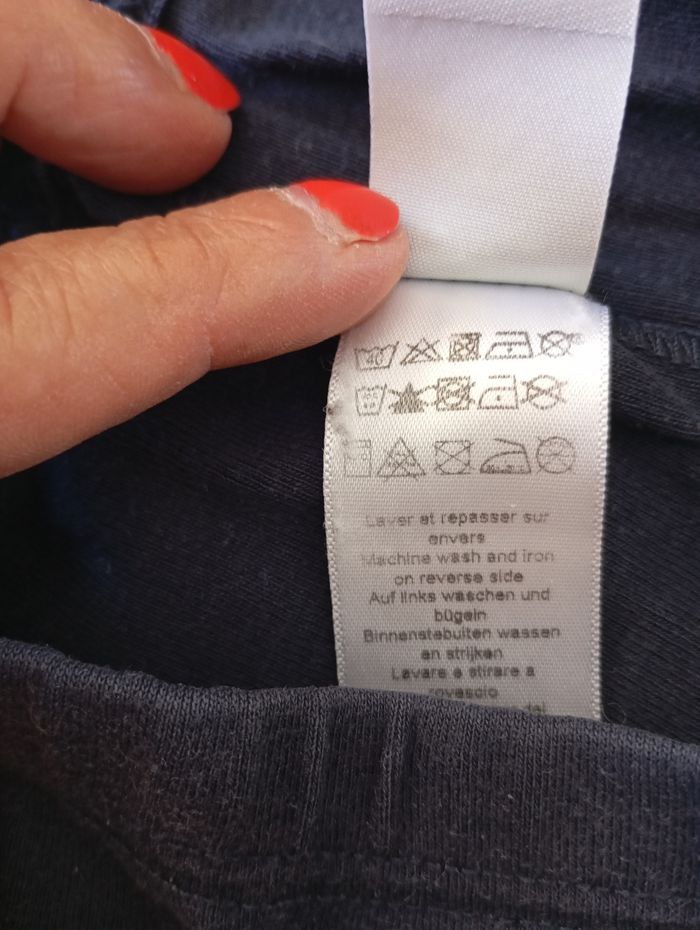 Laver et repasser sur
envers
Machine wash and iron
on reverse side
Auf links waschen und
bügeln
Binnenstebuiten wassen
en strijken
Lavare e stirare a
rovescio